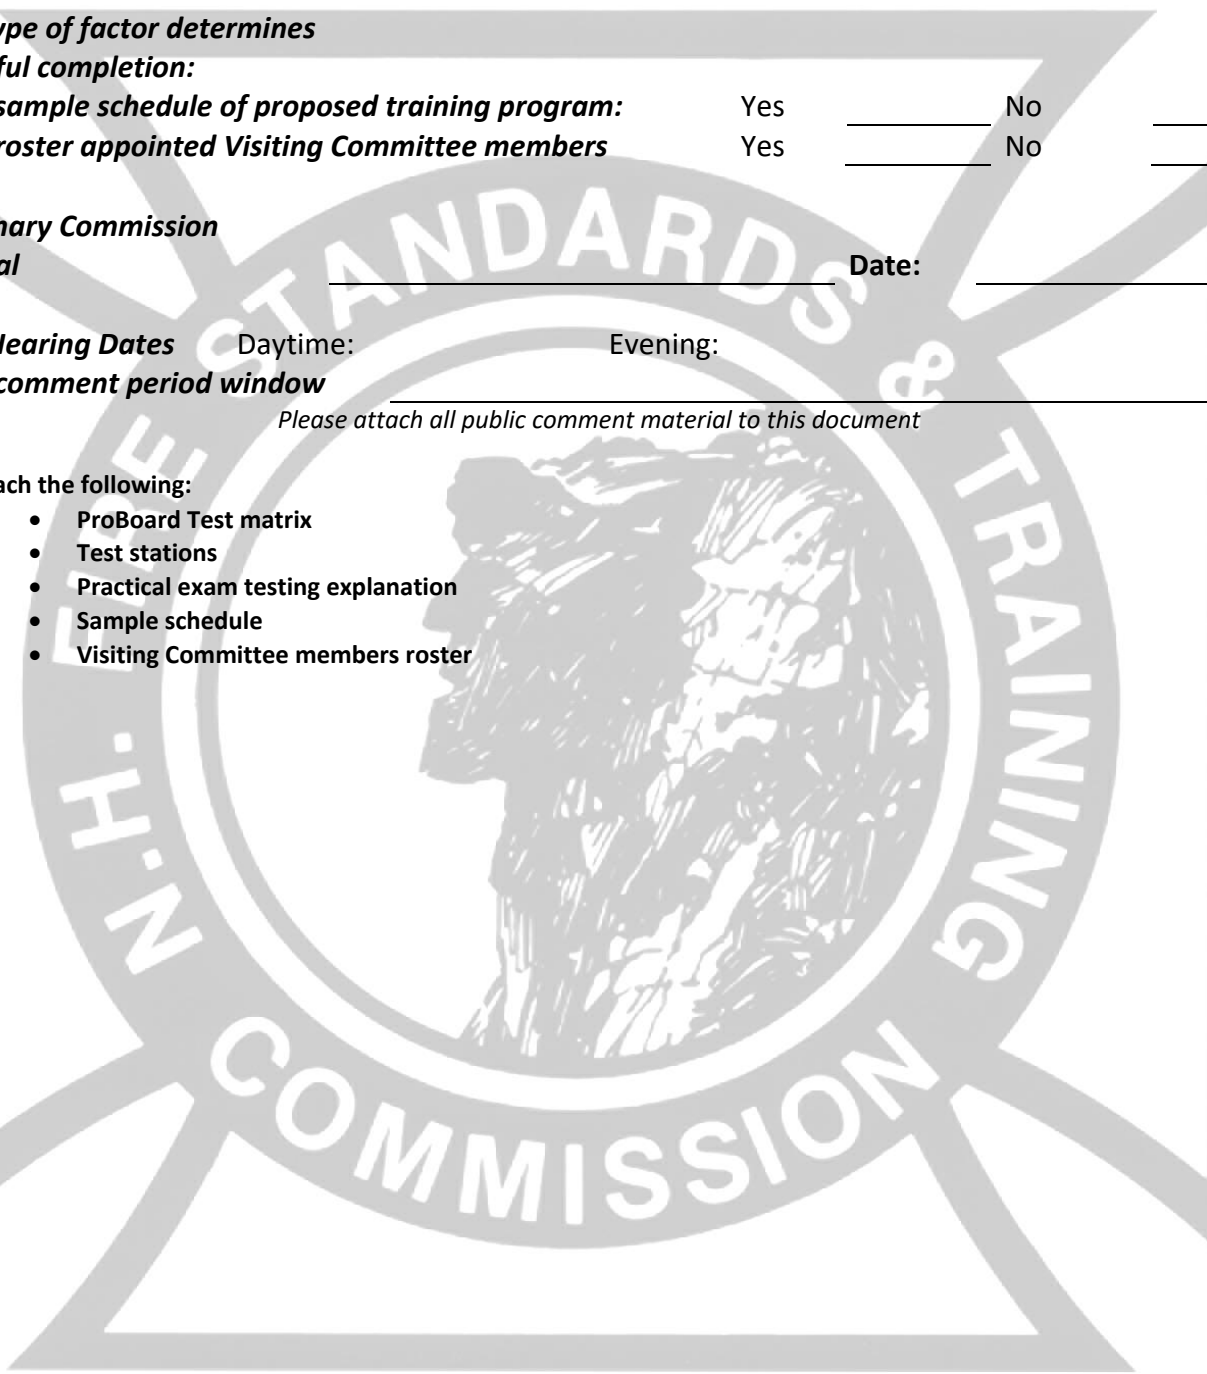 ype of factor determines
ful completion:
sample schedule of proposed training program: Yes No
roster appointed Visiting Committee members Yes No
nary Commission
al Date:
Hearing Dates Daytime: Evening:
comment period window
Please attach all public comment material to this document
ach the following:
• ProBoard Test matrix
• Test stations
• Practical exam testing explanation
• Sample schedule
• Visiting Committee members roster
N.H. FIRE STANDARDS & TRAINING
COMMISSION